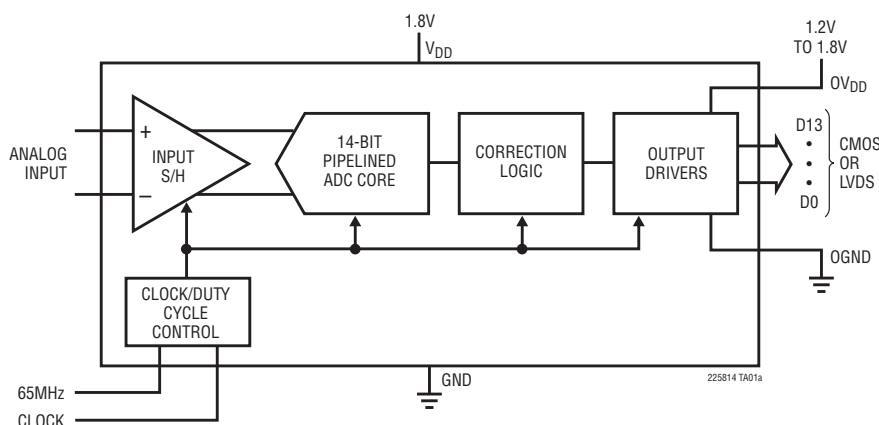 1.8V
VDD
1.2V
TO 1.8V
OVDD
ANALOG
INPUT
+
–
INPUT
S/H
14-BIT
PIPELINED
ADC CORE
CORRECTION
LOGIC
OUTPUT
DRIVERS
D13
•
•
•
D0
CMOS
OR
LVDS
OGND
CLOCK/DUTY
CYCLE
CONTROL
GND
225814 TA01a
65MHz
CLOCK